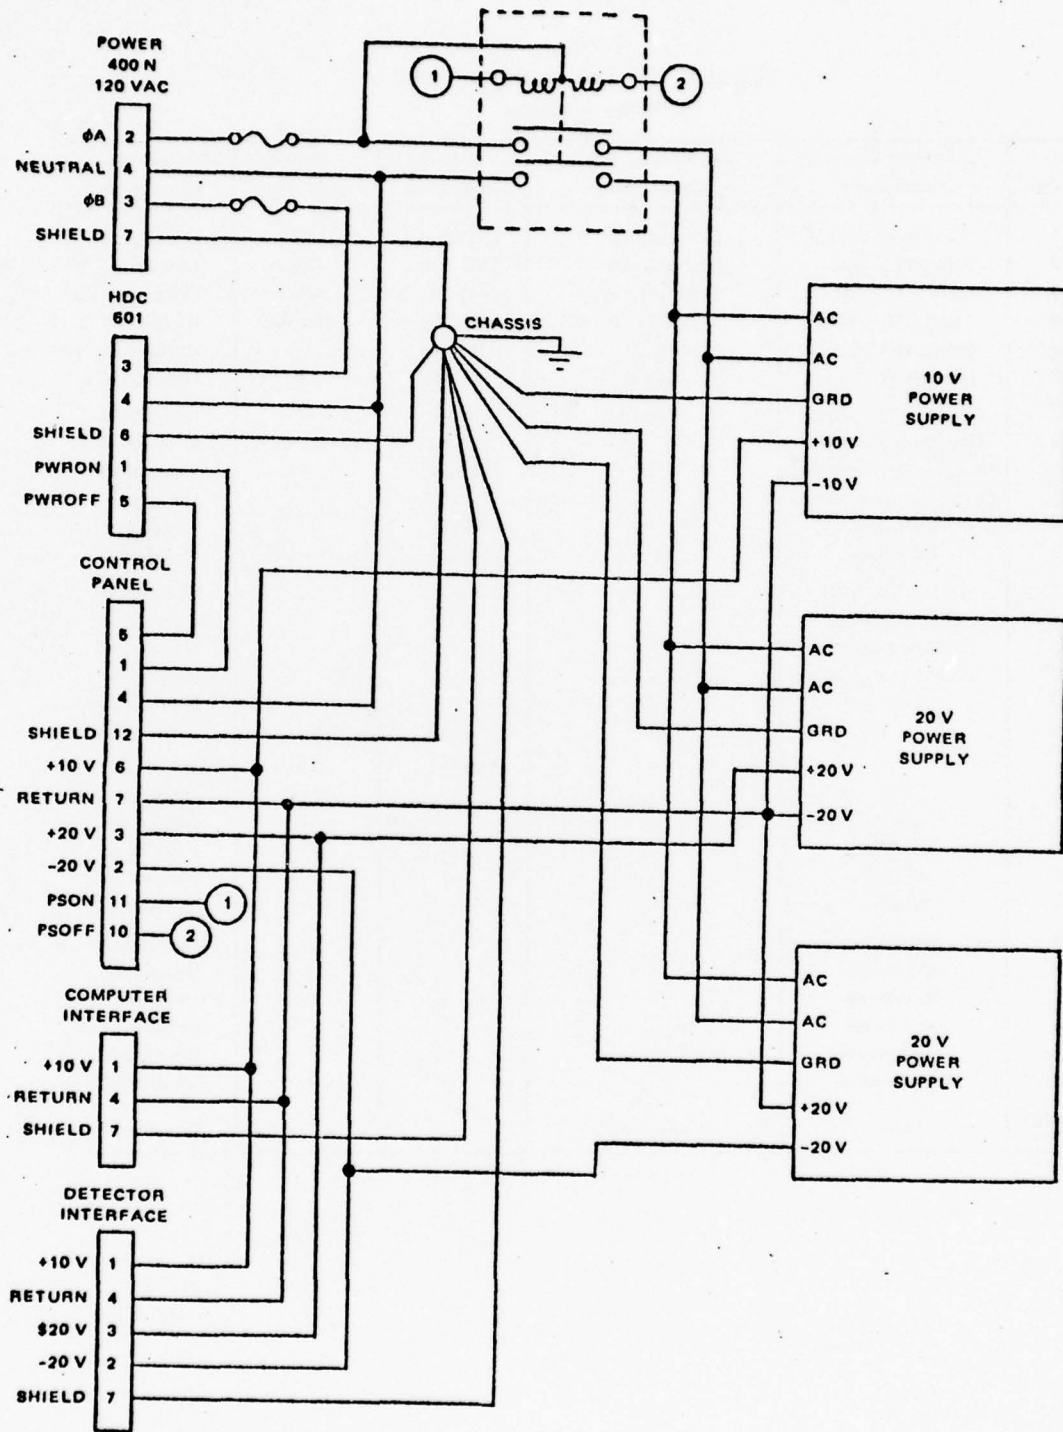 POWER
400 N
120 VAC
φA 2
NEUTRAL 4
φB 3
SHIELD 7
1
2
HDC
601
3
4
SHIELD 6
PWRON 1
PWROFF 5
CHASSIS
CONTROL
PANEL
5
1
4
SHIELD 12
+10 V 6
RETURN 7
+20 V 3
-20 V 2
PSON 11
1
PSOFF 10
2
COMPUTER
INTERFACE
+10 V 1
RETURN 4
SHIELD 7
DETECTOR
INTERFACE
+10 V 1
RETURN 4
$20 V 3
-20 V 2
SHIELD 7
AC
AC
GRD
+10 V
-10 V
10 V
POWER
SUPPLY
AC
AC
GRD
+20 V
-20 V
20 V
POWER
SUPPLY
AC
AC
GRD
+20 V
-20 V
20 V
POWER
SUPPLY